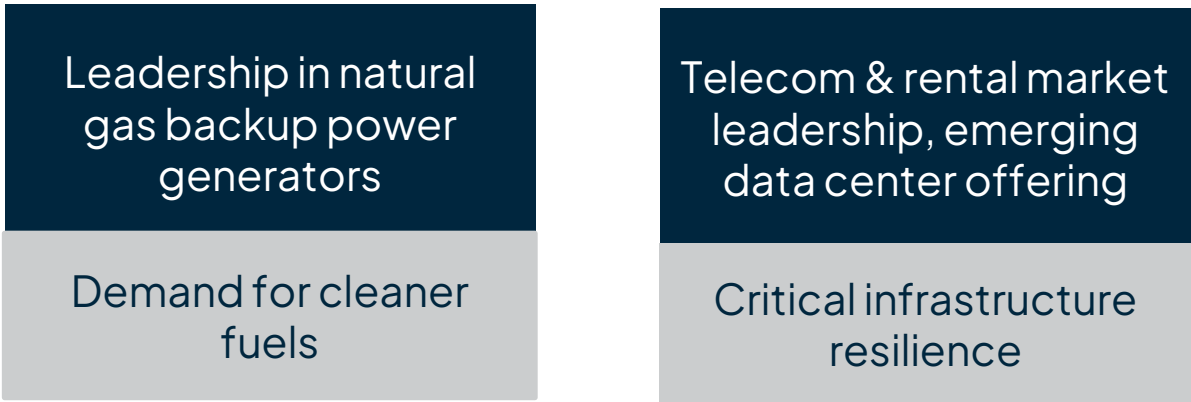 Leadership in natural
gas backup power
generators
Demand for cleaner
fuels
Telecom & rental market
leadership, emerging
data center offering
Critical infrastructure
resilience